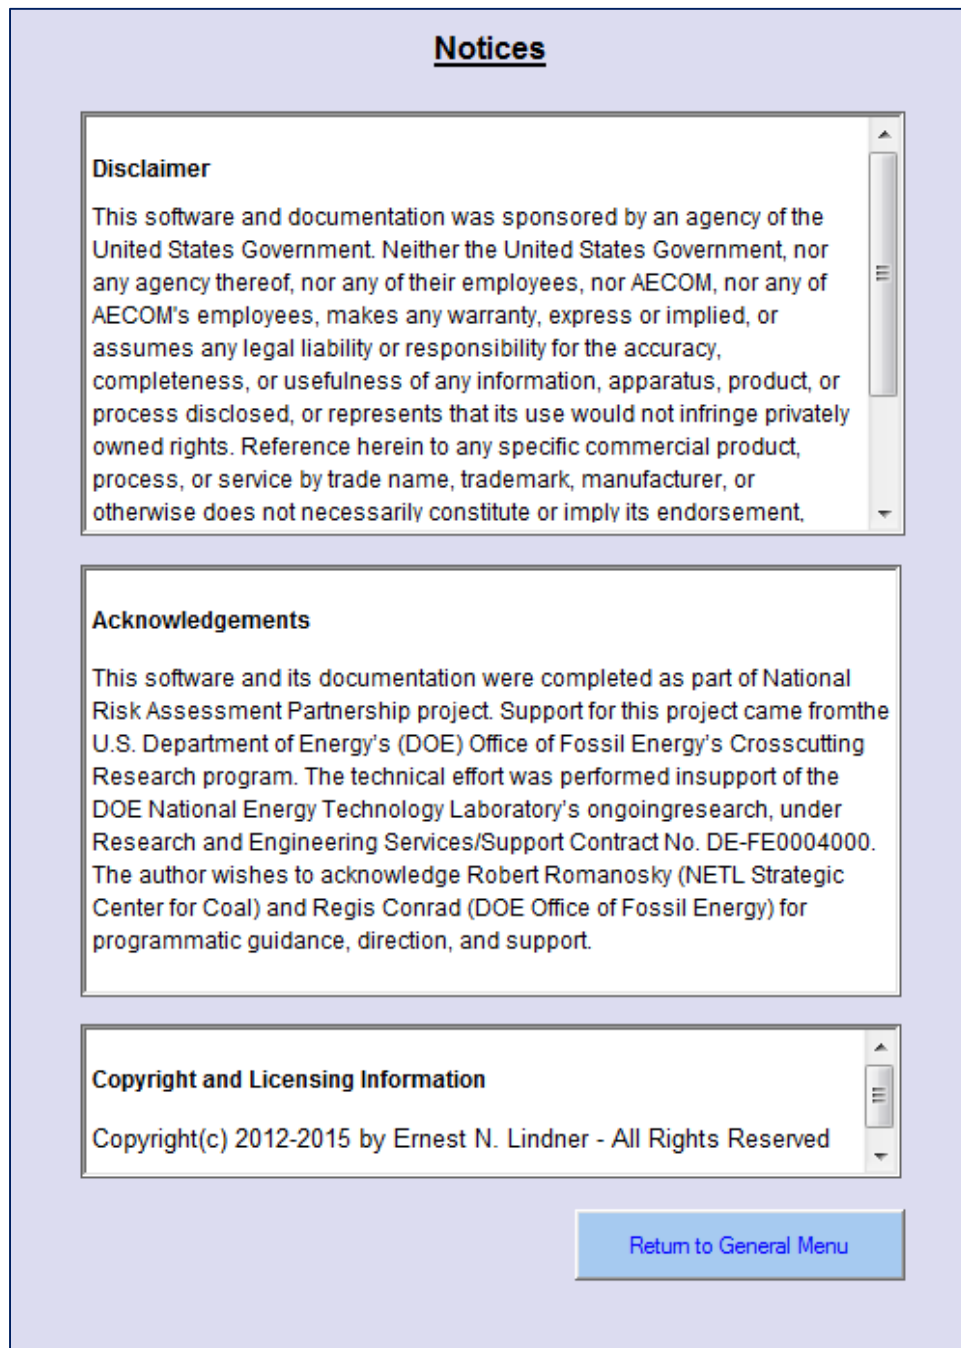 Notices
Disclaimer
This software and documentation was sponsored by an agency of the
United States Government. Neither the United States Government, nor
any agency thereof, nor any of their employees, nor AECOM, nor any of
AECOM's employees, makes any warranty, express or implied, or
assumes any legal liability or responsibility for the accuracy,
completeness, or usefulness of any information, apparatus, product, or
process disclosed, or represents that its use would not infringe privately
owned rights. Reference herein to any specific commercial product,
process, or service by trade name, trademark, manufacturer, or
otherwise does not necessarily constitute or imply its endorsement,
Acknowledgements
This software and its documentation were completed as part of National
Risk Assessment Partnership project. Support for this project came fromthe
U.S. Department of Energy's (DOE) Office of Fossil Energy's Crosscutting
Research program. The technical effort was performed insupport of the
DOE National Energy Technology Laboratory's ongoingresearch, under
Research and Engineering Services/Support Contract No. DE-FE0004000.
The author wishes to acknowledge Robert Romanosky (NETL Strategic
Center for Coal) and Regis Conrad (DOE Office of Fossil Energy) for
programmatic guidance, direction, and support.
Copyright and Licensing Information
Copyright(c) 2012-2015 by Ernest N. Lindner - All Rights Reserved
Return to General Menu